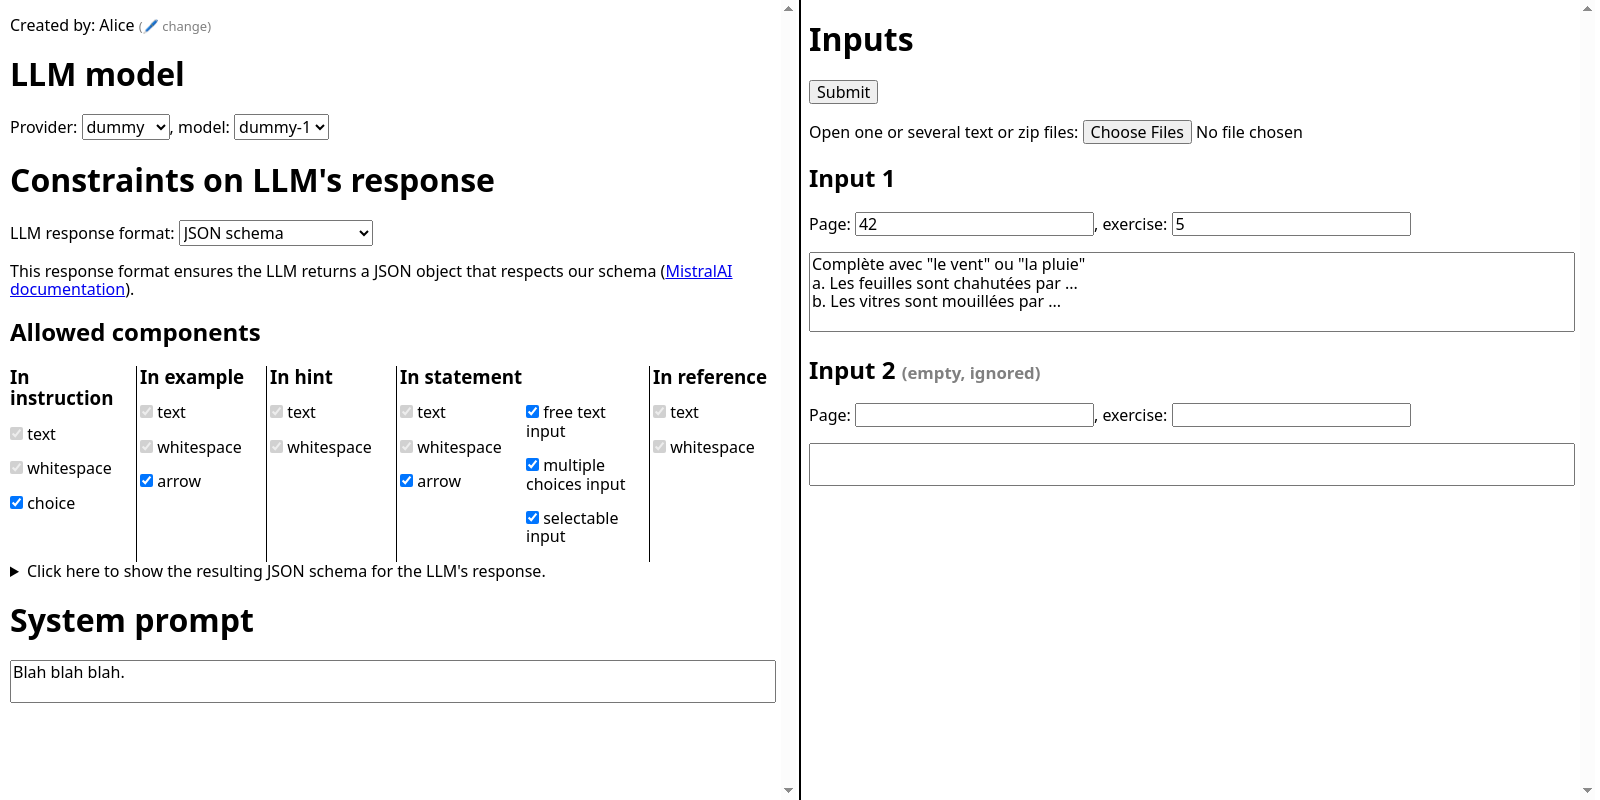 Created by: Alice (🖊️ change)
LLM model
Provider: dummy, model: dummy-1
Constraints on LLM's response
LLM response format: JSON schema
This response format ensures the LLM returns a JSON object that respects our schema (MistralAI
documentation).
Allowed components
In
instruction
text
whitespace
choice
In example
text
whitespace
arrow
In hint
text
whitespace
In statement
text
whitespace
arrow
free text
input
multiple
choices input
selectable
input
In reference
text
whitespace
Click here to show the resulting JSON schema for the LLM's response.
System prompt
Blah blah blah.
Inputs
Submit
Open one or several text or zip files: Choose Files No file chosen
Input 1
Page: 42, exercise: 5
Complète avec "le vent" ou "la pluie"
a. Les feuilles sont chahutées par ...
b. Les vitres sont mouillées par ...
Input 2 (empty, ignored)
Page: , exercise: